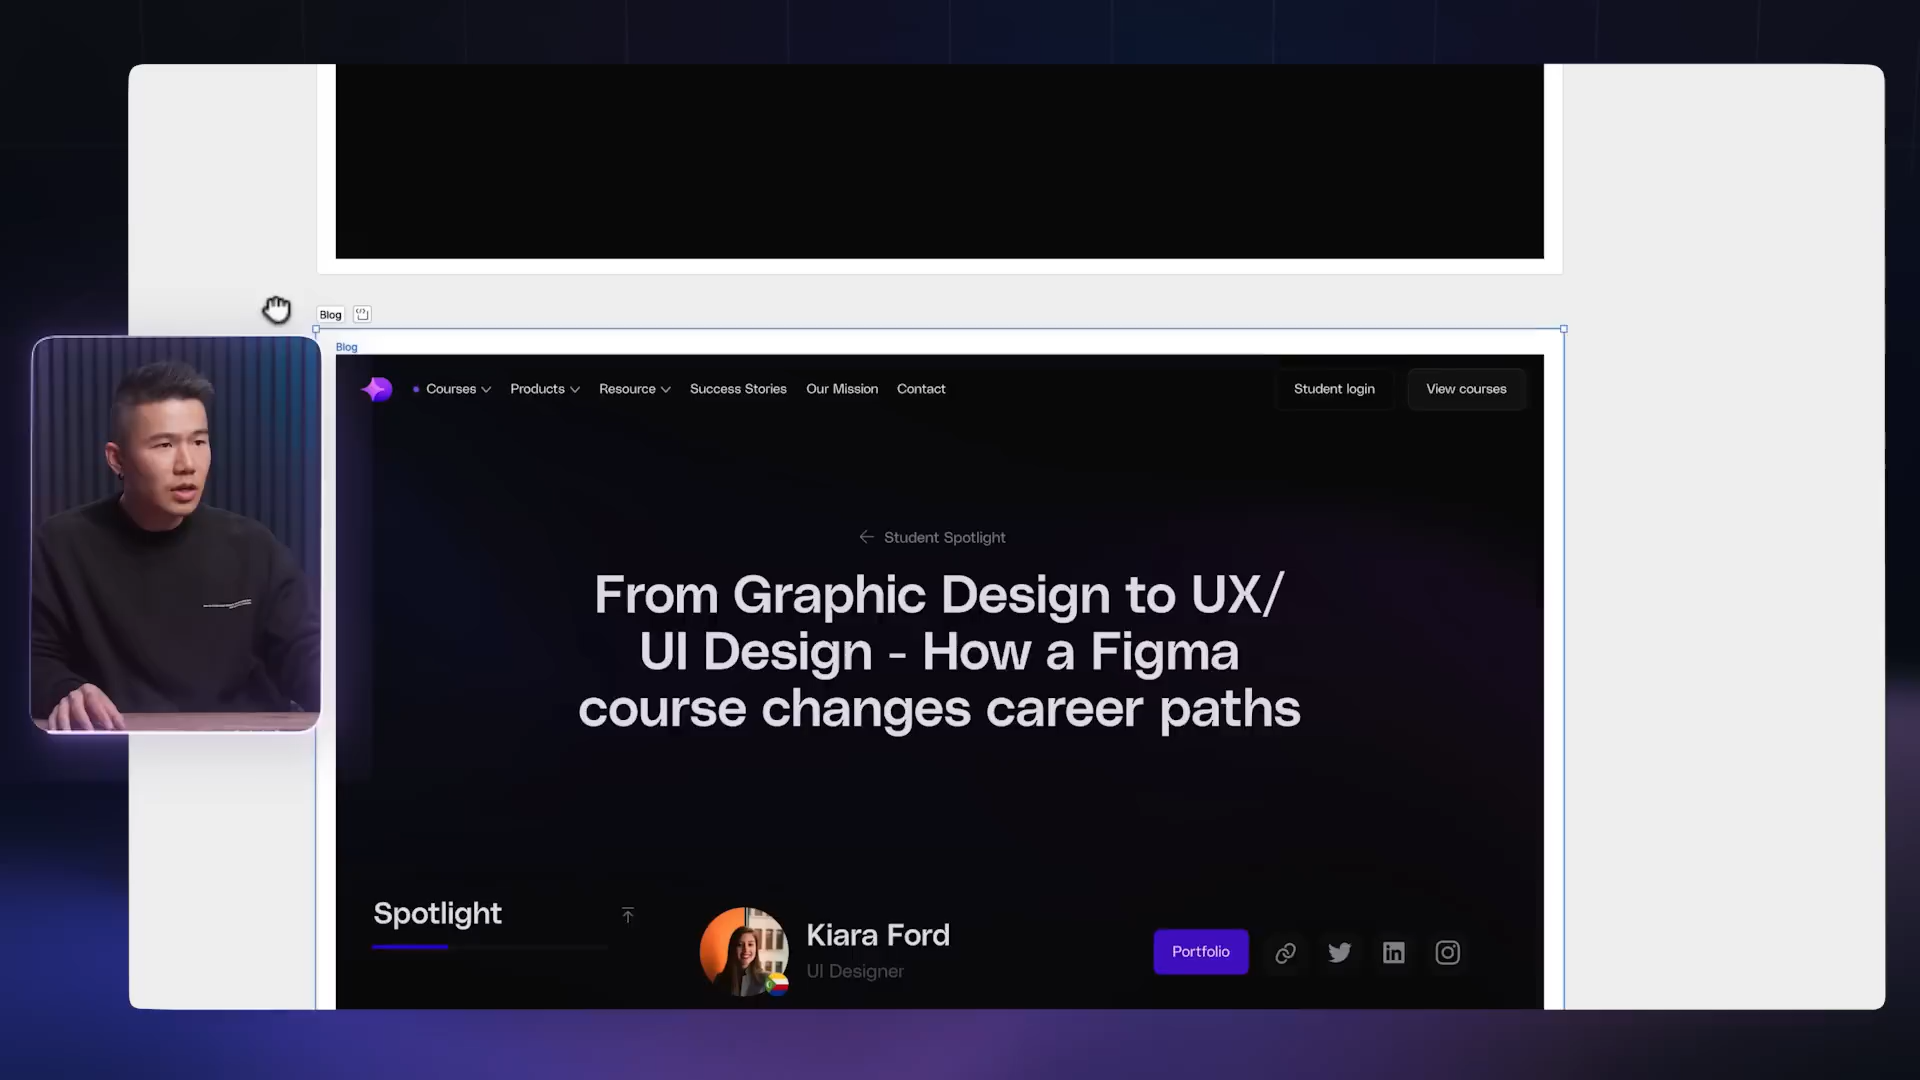 Blog
Blog
Courses
Products
Resource
Success Stories
Our Mission
Contact
Student login
View courses
Student Spotlight
From Graphic Design to UX/
UI Design - How a Figma
course changes career paths
Spotlight
Kiara Ford
UI Designer
Portfolio